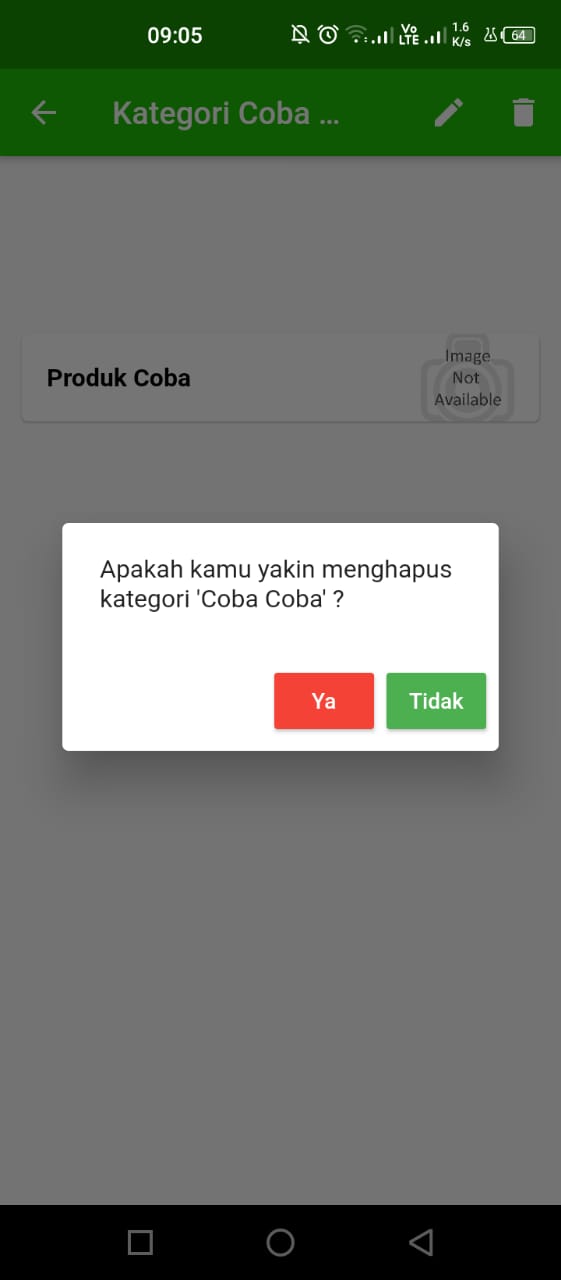 09:05
Vo
LTE
1.6
K/s
64
Kategori Coba ...
Produk Coba
Image
Not
Available
Apakah kamu yakin menghapus
kategori 'Coba Coba' ?
Ya
Tidak